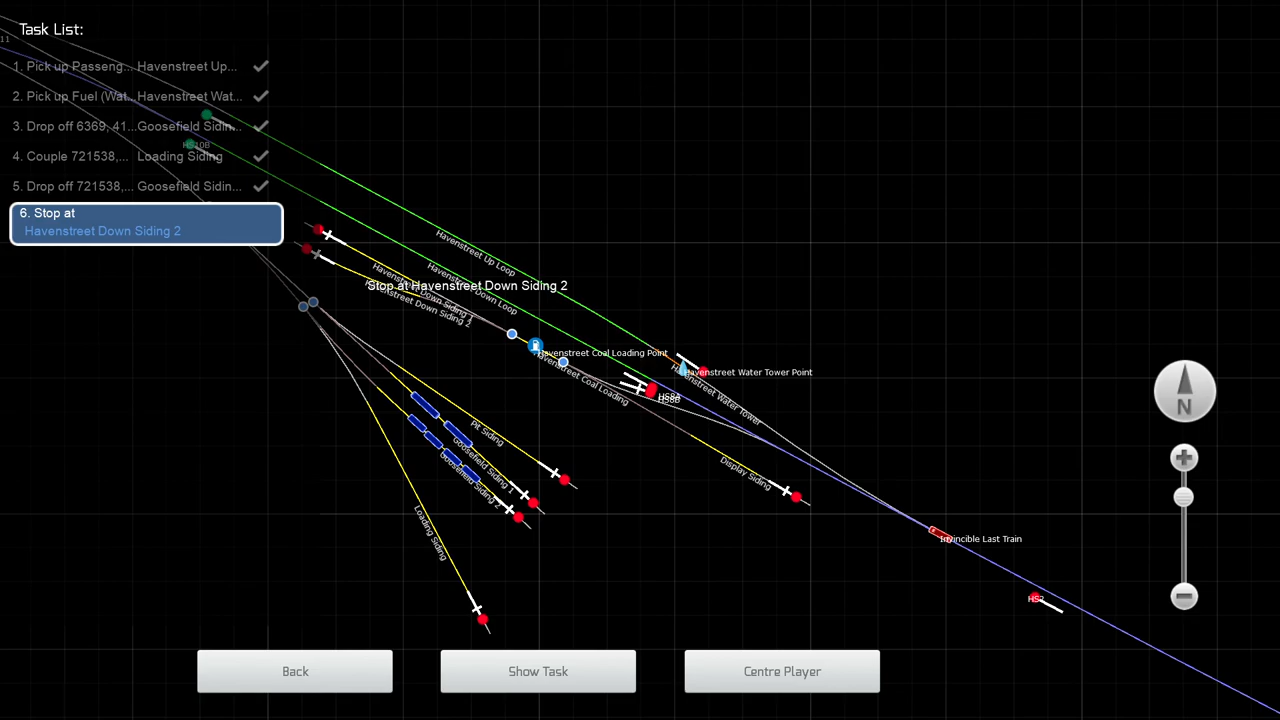 Task List:
11
1. Pick up Passeng... Havenstreet Up...
2. Pick up Fuel (Wat... Havenstreet Wat...
3. Drop off 6369, 41... Goosefield Sidin...
HS10B
4. Couple 721538,... Loading Siding
5. Drop off 721538,... Goosefield Sidin...
6. Stop at
Havenstreet Down Siding 2
Havenstreet Up Loop
Havenstreet Down Loop
Havenstreet Down Siding 1
Stop at Havenstreet Down Siding 2
Havenstreet Down Siding 2
Havenstreet Coal Loading Point
Havenstreet Coal Loading
Havenstreet Water Tower Point
Havenstreet Water Tower
HS8B
Pit Siding
Goosefield Siding 1
Goosefield Siding 2
Display Siding
Loading Siding
Invincible Last Train
HS2
N
Back
Show Task
Centre Player